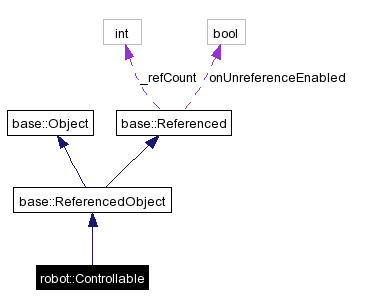 int
bool
_refCount
onUnreferenceEnabled
base::Object
base::Referenced
base::ReferencedObject
robot::Controllable